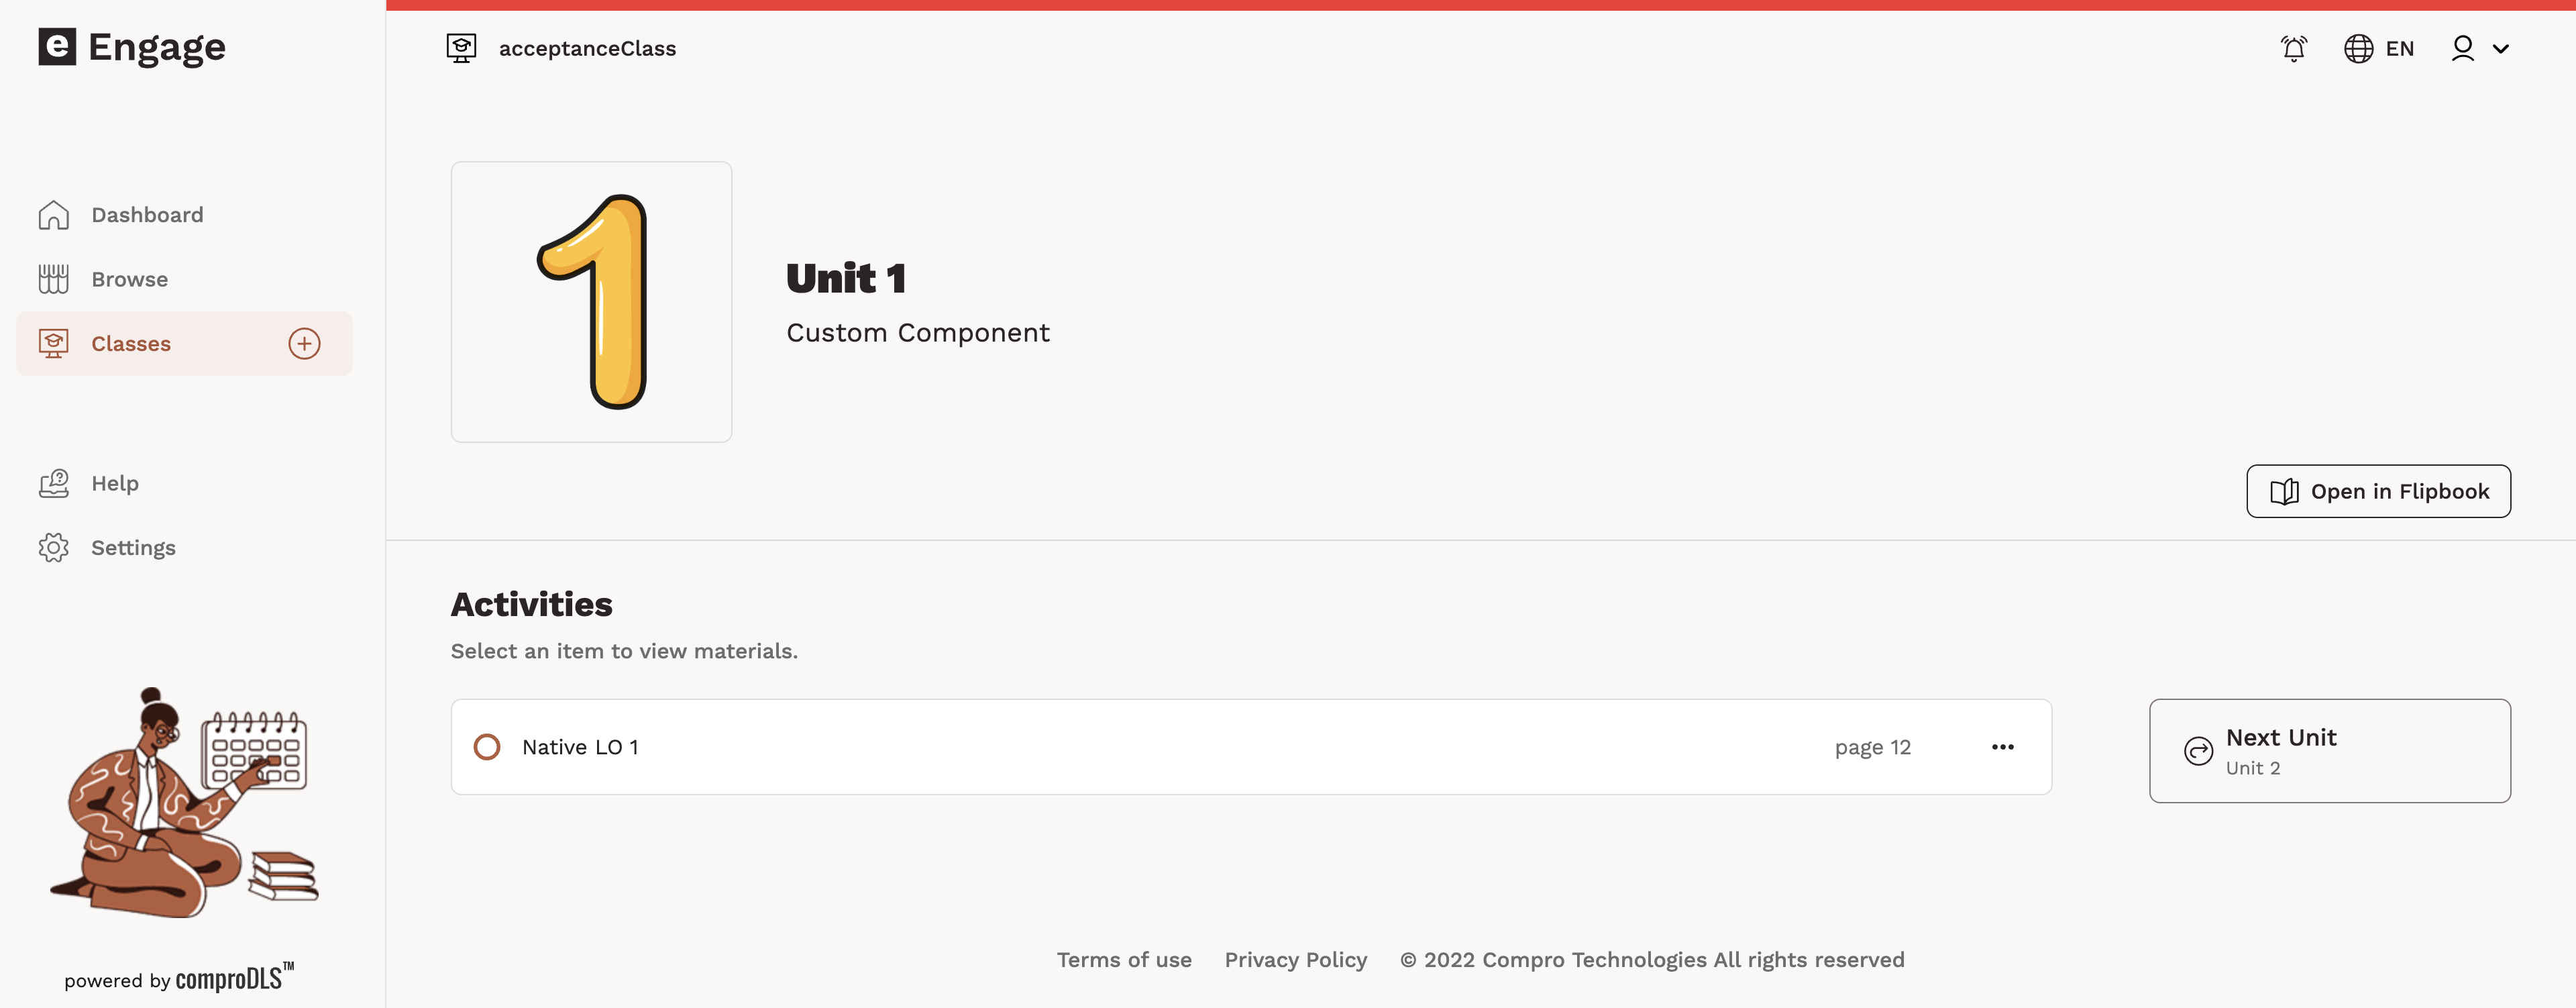 e Engage
acceptanceClass
EN
Dashboard
Browse
Classes
Help
Settings
powered by comproDLS™
1
Unit 1
Custom Component
Open in Flipbook
Activities
Select an item to view materials.
Native LO 1 page 12
Next Unit
Unit 2
Terms of use Privacy Policy © 2022 Compro Technologies All rights reserved